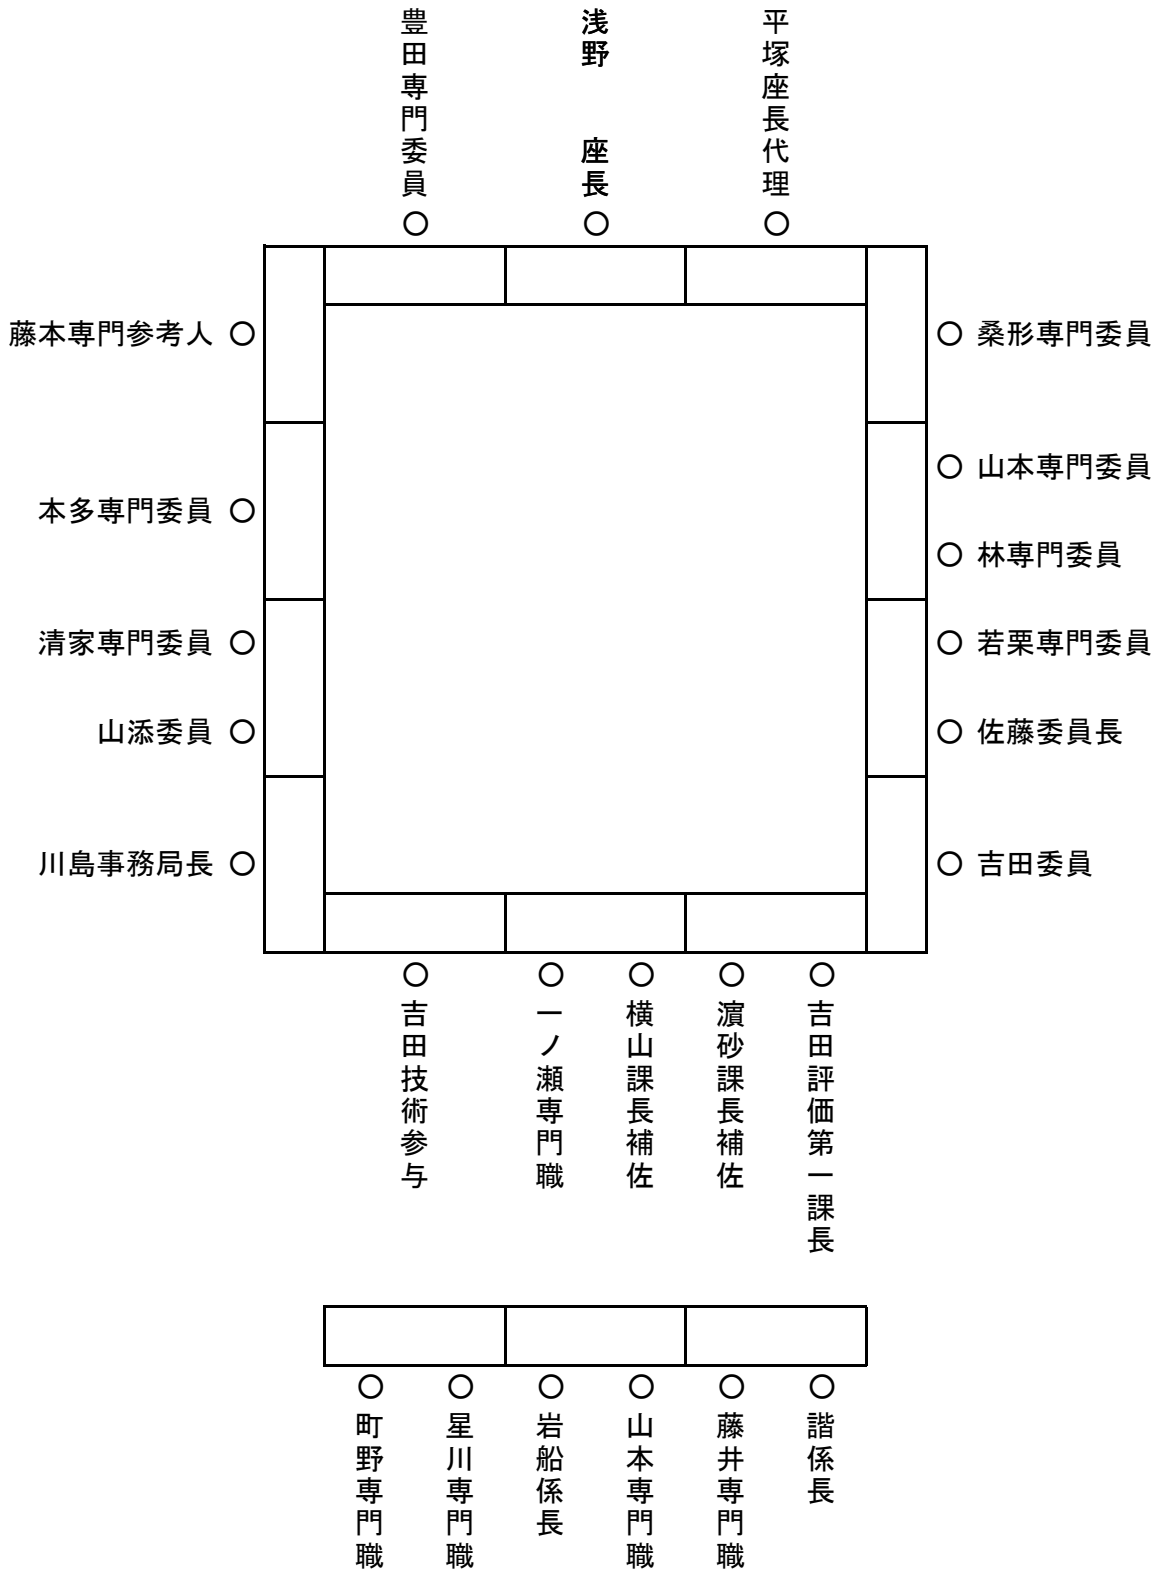 豊田専門委員
浅野 座長
平塚座長代理
藤本専門参考人
桑形専門委員
山本専門委員
本多専門委員
林専門委員
清家専門委員
若栗専門委員
山添委員
佐藤委員長
川島事務局長
吉田委員
吉田技術参与
一ノ瀬専門職
横山課長補佐
濵砂課長補佐
吉田評価第一課長
町野専門職
星川専門職
岩船係長
山本専門職
藤井専門職
諧係長